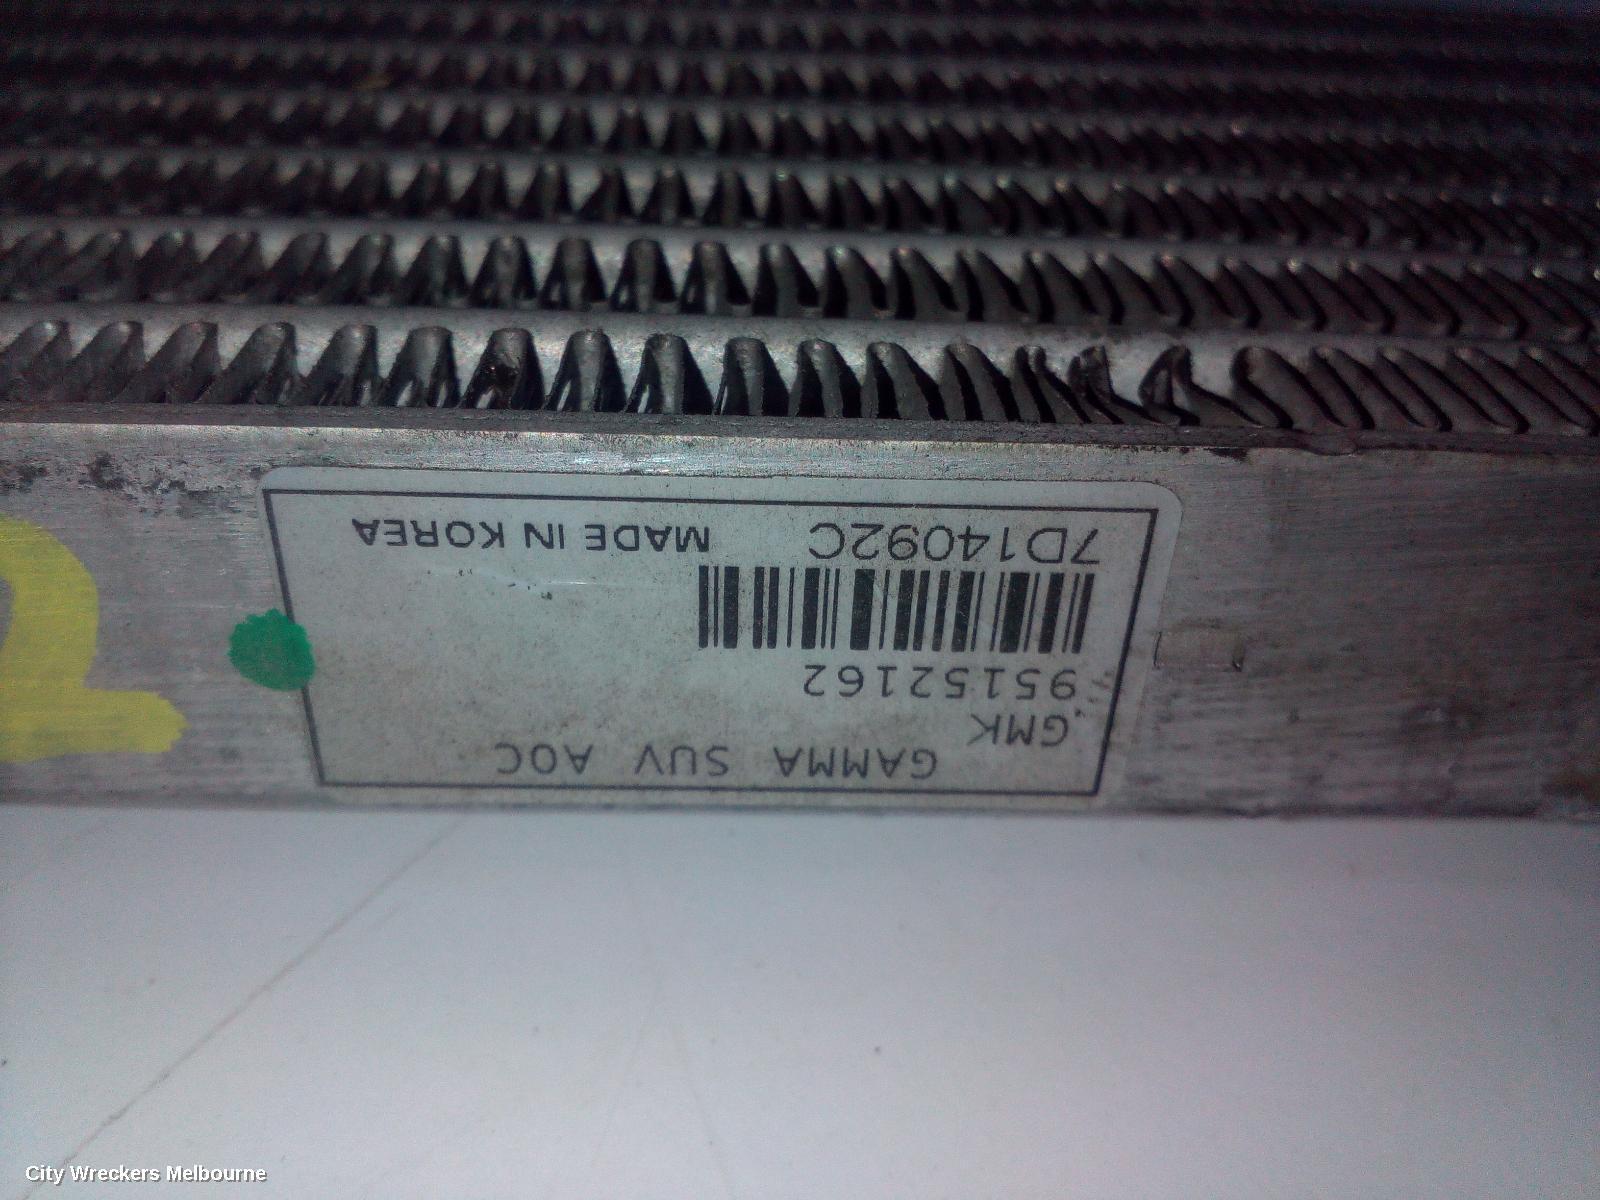 GAMMA SUV AOC
GMK
95152162
7D14092C MADE IN KOREA
City Wreckers Melbourne